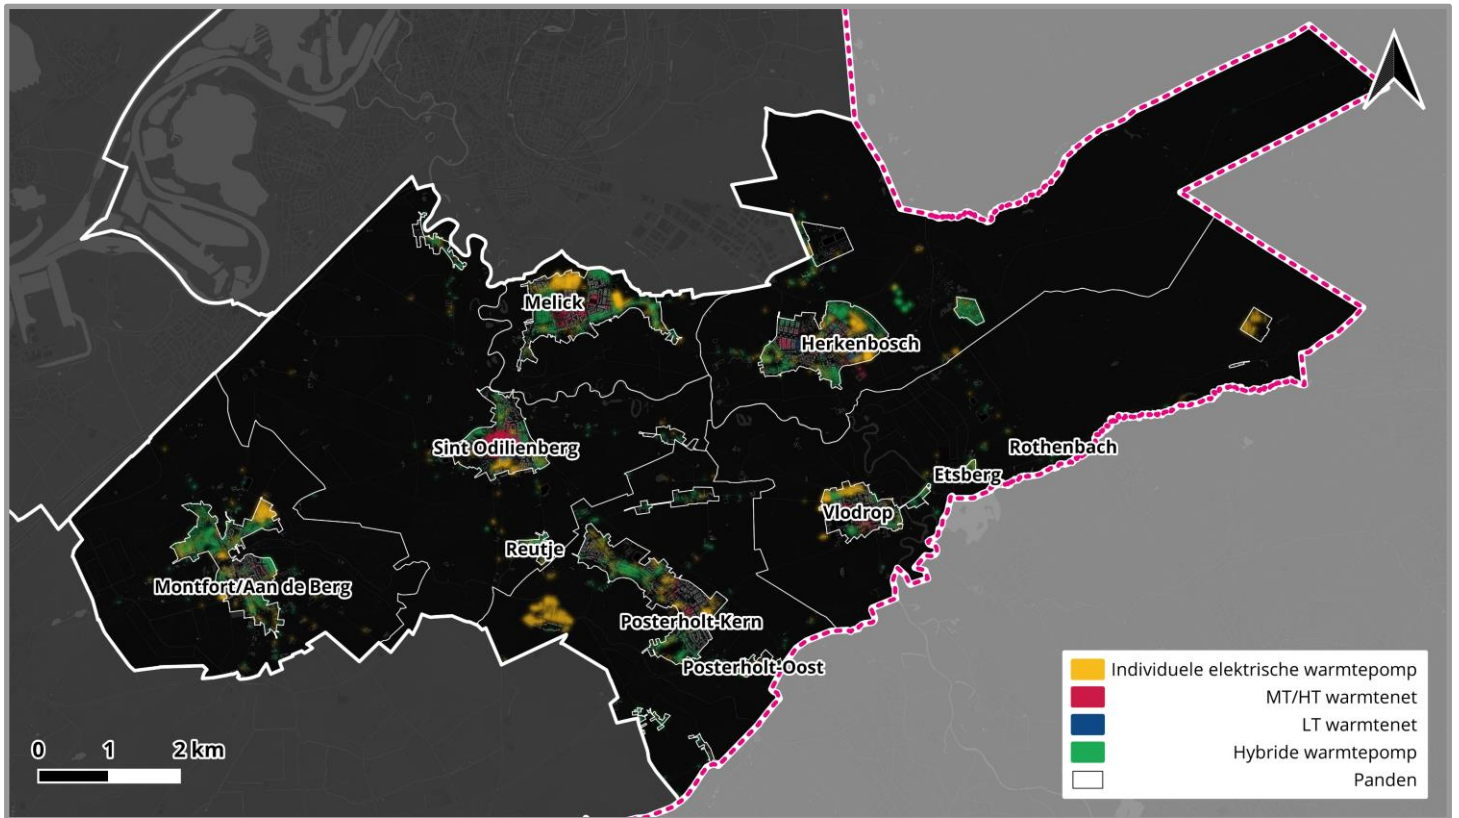 Melick
Herkenbosch
Sint Odilienberg
Rothenbach
Etsberg
Vlodrop
Reutje
Montfort/Aan de Berg
Posterholt-Kern
Posterholt-Oost
0 1 2 km
Individuele elektrische warmtepomp
MT/HT warmtenet
LT warmtenet
Hybride warmtepomp
Panden